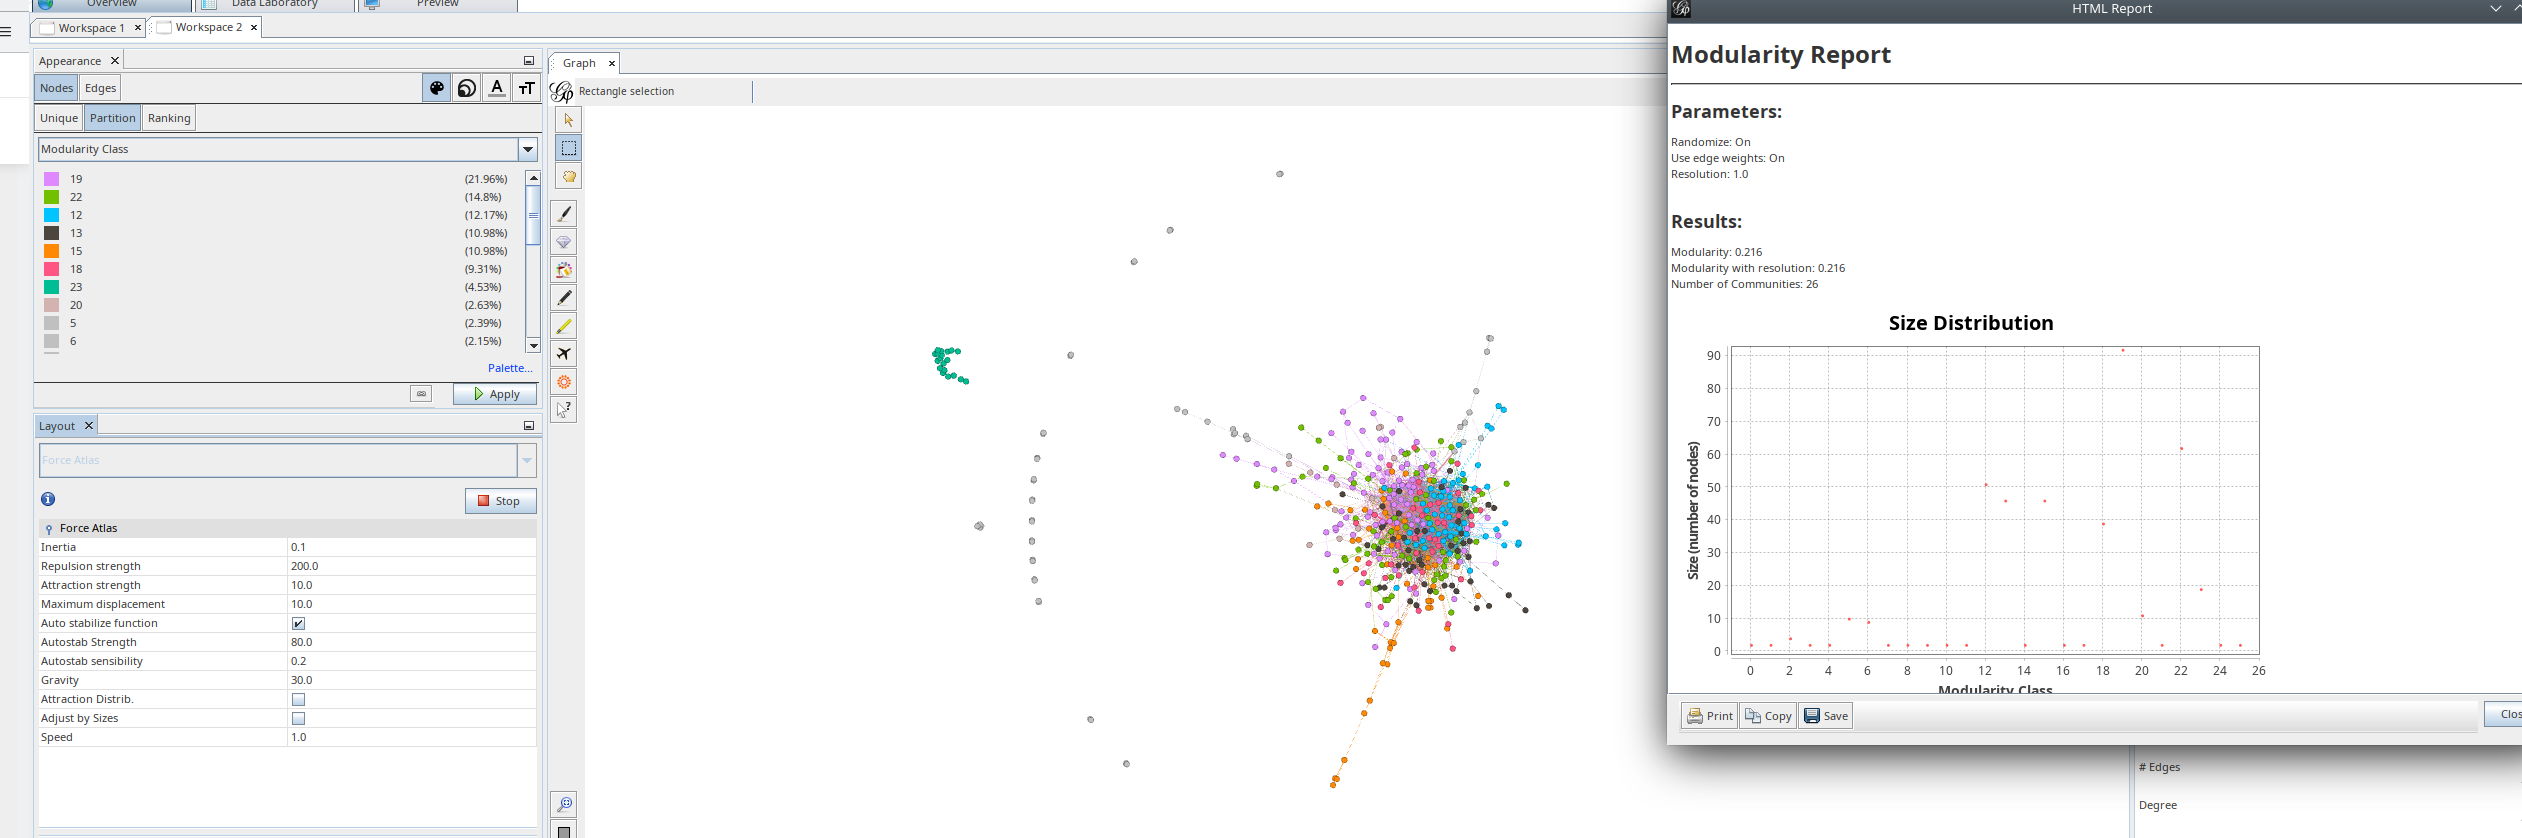 Overview Data Laboratory Preview
Workspace 1 Workspace 2
Appearance
Nodes Edges
Unique Partition Ranking
Modularity Class
19 (21.96%)
22 (14.8%)
12 (12.17%)
13 (10.98%)
15 (10.98%)
18 (9.31%)
23 (4.53%)
20 (2.63%)
5 (2.39%)
6 (2.15%)
Palette...
Apply
Layout
Force Atlas
Stop
Force Atlas
Inertia 0.1
Repulsion strength 200.0
Attraction strength 10.0
Maximum displacement 10.0
Auto stabilize function
Autostab Strength 80.0
Autostab sensibility 0.2
Gravity 30.0
Attraction Distrib.
Adjust by Sizes
Speed 1.0
Graph
Rectangle selection
HTML Report
Modularity Report
Parameters:
Randomize: On
Use edge weights: On
Resolution: 1.0
Results:
Modularity: 0.216
Modularity with resolution: 0.216
Number of Communities: 26
Size Distribution
90
80
70
60
50
40
30
20
10
0
Size (number of nodes)
0 2 4 6 8 10 12 14 16 18 20 22 24 26
Modularity Class
Print Copy Save Clos
# Edges
Degree